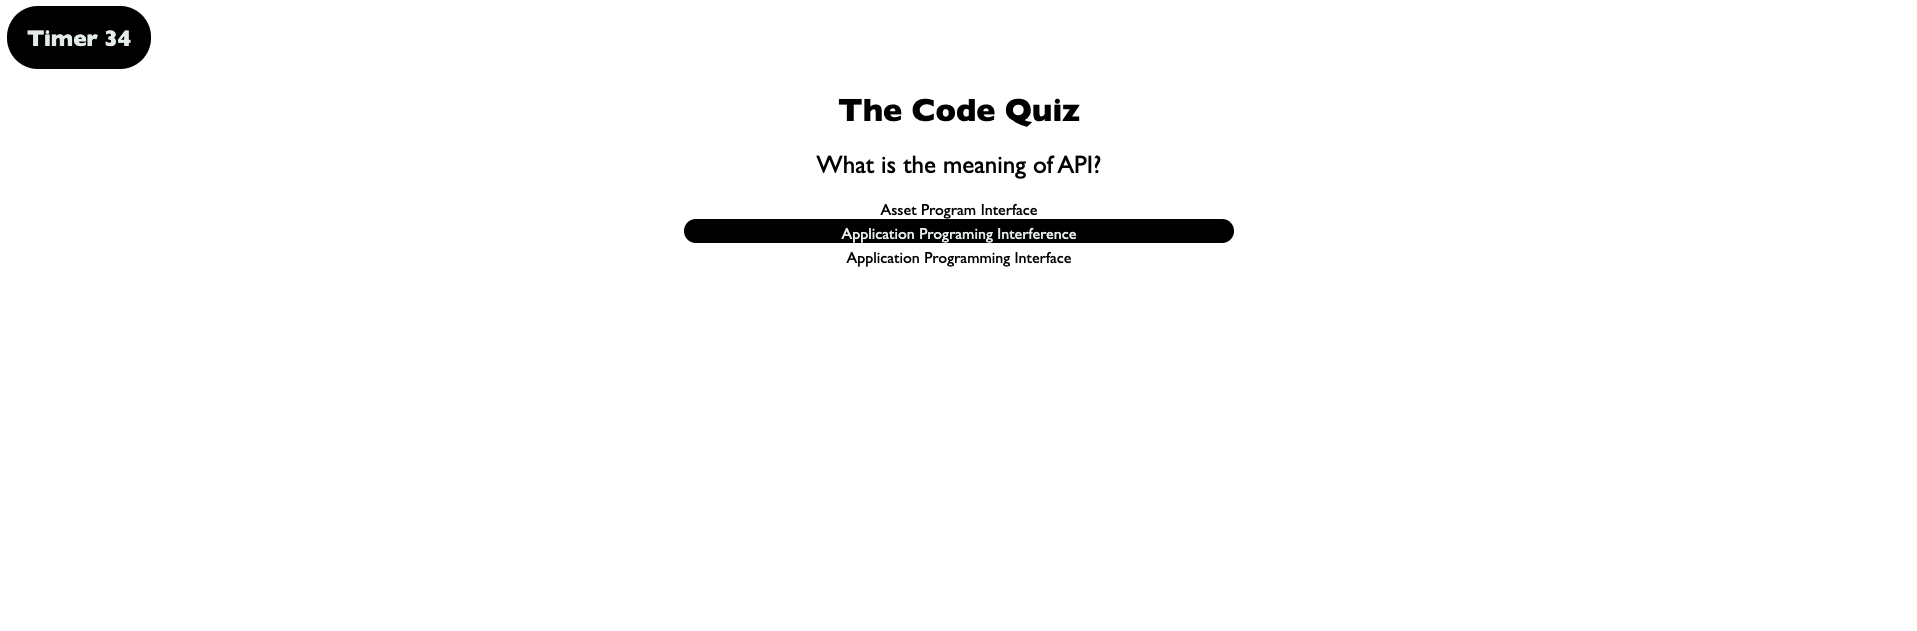 Timer 34
The Code Quiz
What is the meaning of API?
Asset Program Interface
Application Programing Interference
Application Programming Interface